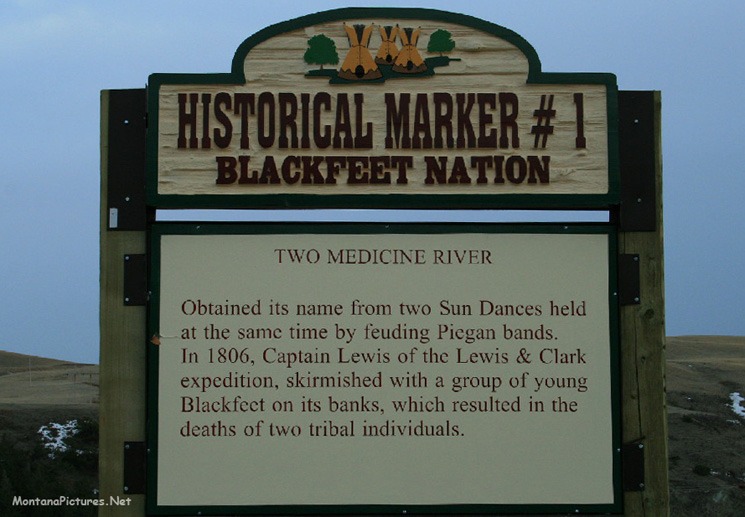 HISTORICAL MARKER # 1
BLACKFEET NATION
TWO MEDICINE RIVER
Obtained its name from two Sun Dances held
at the same time by feuding Piegan bands.
In 1806, Captain Lewis of the Lewis & Clark
expedition, skirmished with a group of young
Blackfeet on its banks, which resulted in the
deaths of two tribal individuals.
MontanaPictures.Net